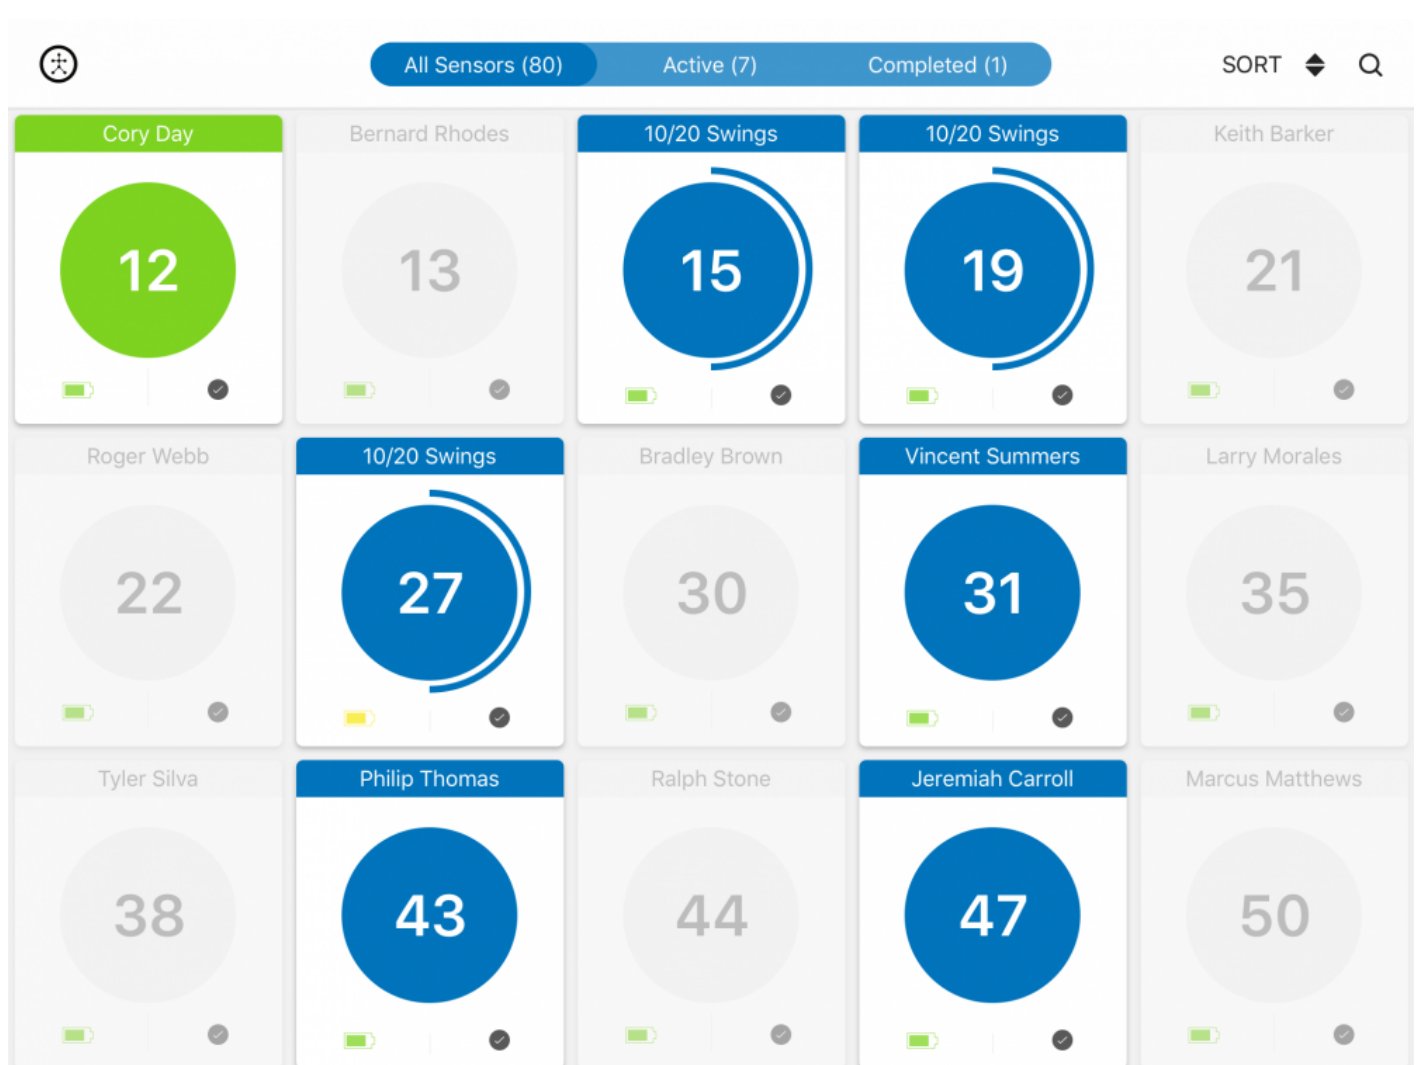 All Sensors (80) Active (7) Completed (1) SORT
Cory Day Bernard Rhodes 10/20 Swings 10/20 Swings Keith Barker
12 13 15 19 21
Roger Webb 10/20 Swings Bradley Brown Vincent Summers Larry Morales
22 27 30 31 35
Tyler Silva Philip Thomas Ralph Stone Jeremiah Carroll Marcus Matthews
38 43 44 47 50